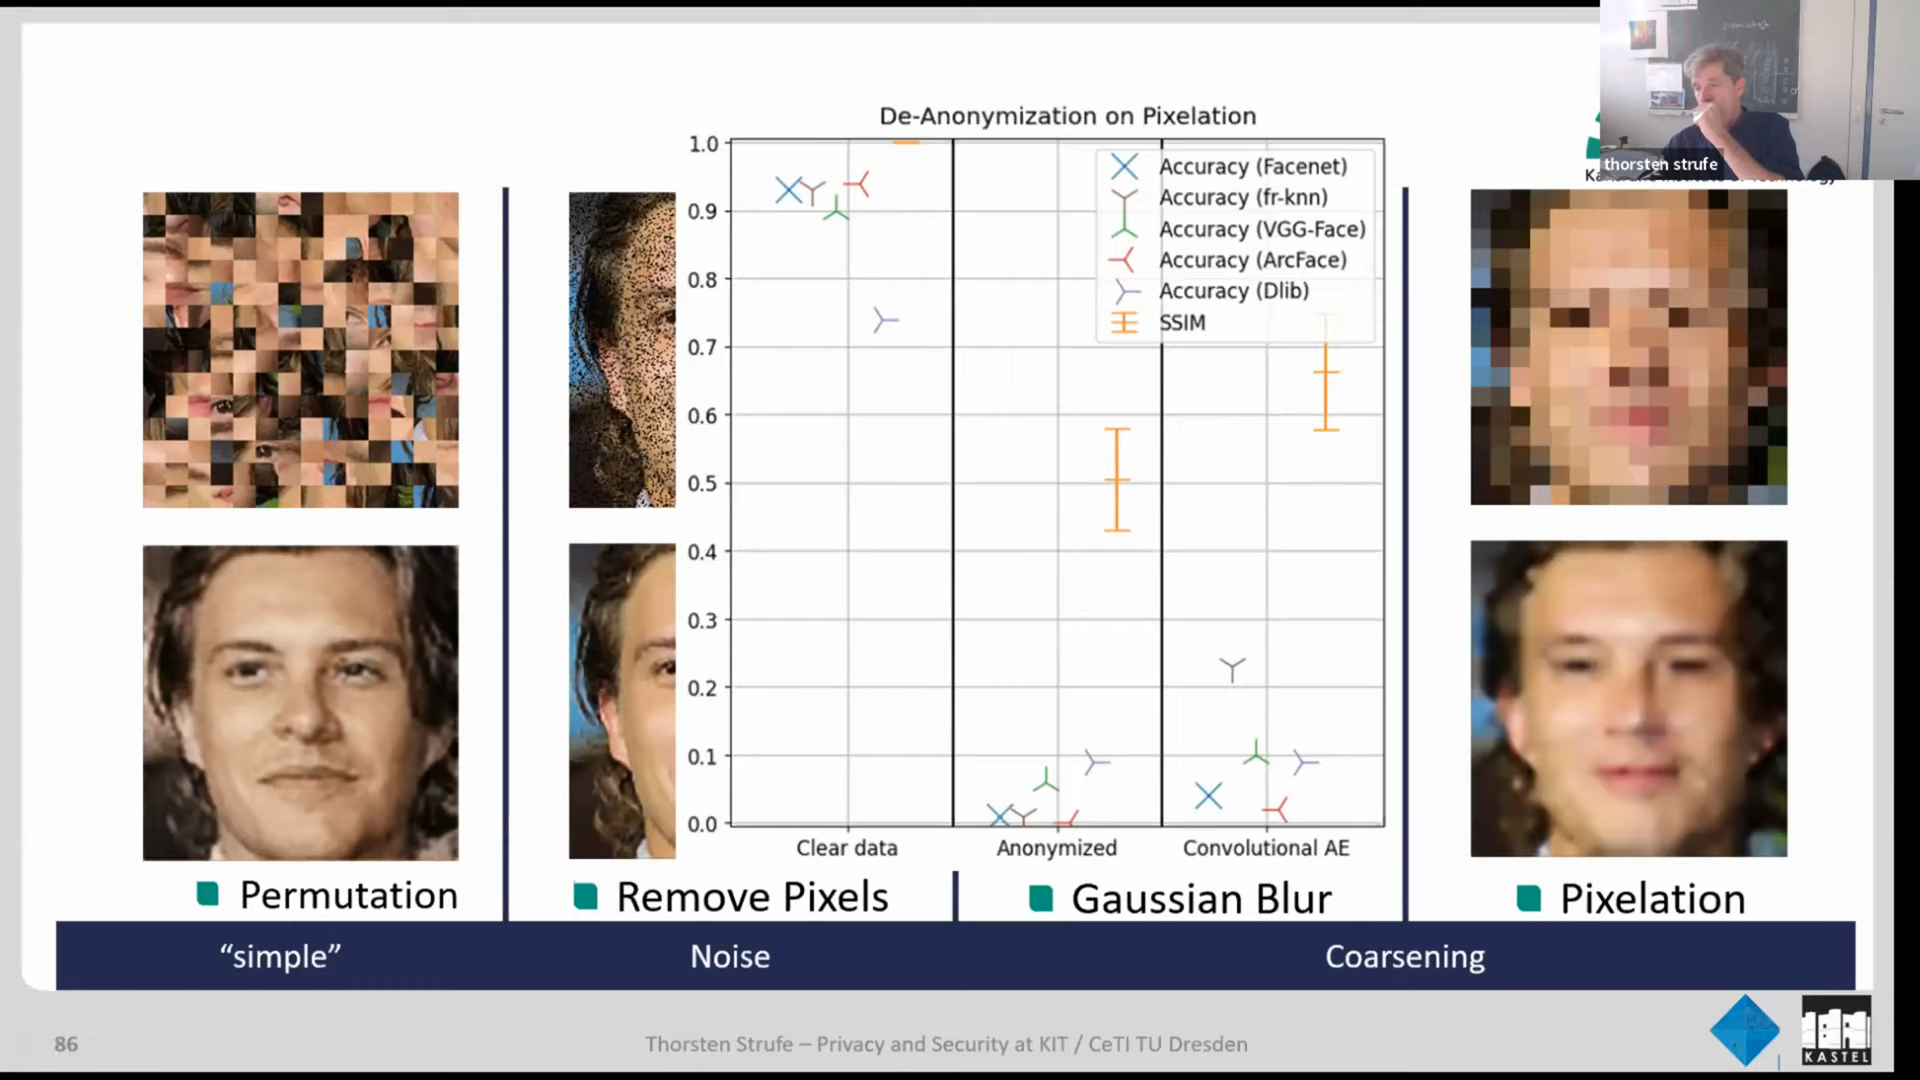 De-Anonymization on Pixelation
1.0
0.9
0.8
0.7
0.6
0.5
0.4
0.3
0.2
0.1
0.0
Accuracy (Facenet)
Accuracy (fr-knn)
Accuracy (VGG-Face)
Accuracy (ArcFace)
Accuracy (Dlib)
SSIM
Clear data
Anonymized
Convolutional AE
thorsten strufe
Permutation
Remove Pixels
Gaussian Blur
Pixelation
“simple”
Noise
Coarsening
86
Thorsten Strufe – Privacy and Security at KIT / CeTI TU Dresden
KASTEL